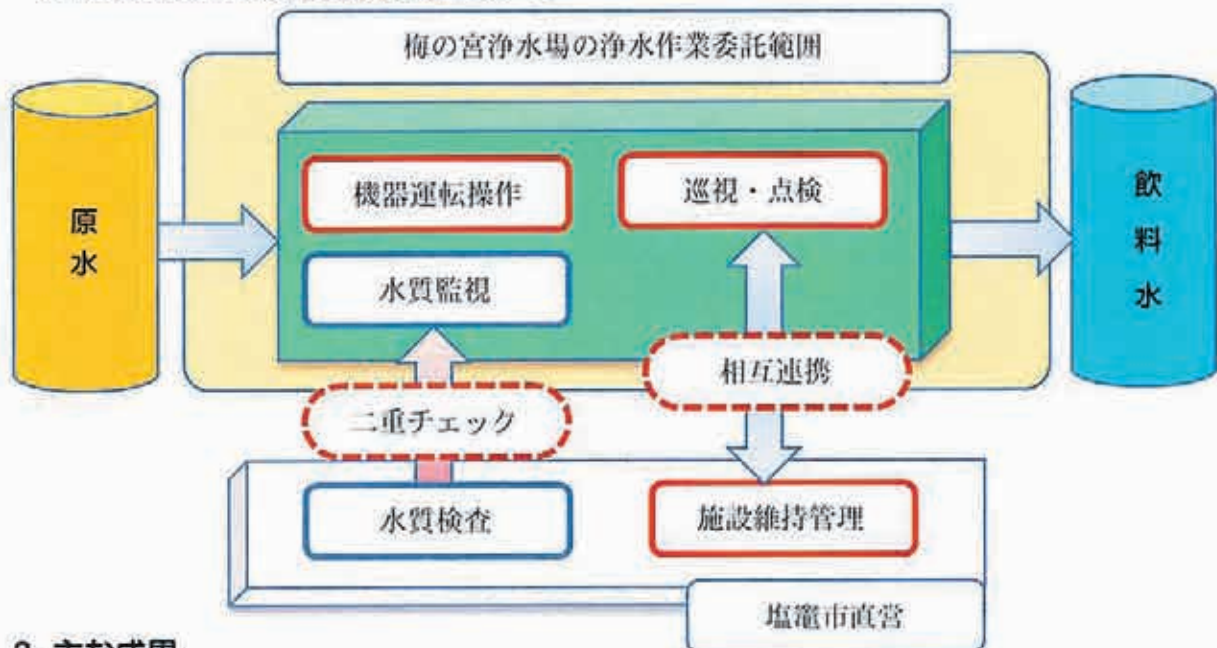 梅の宮浄水場の浄水作業委託範囲
原水
機器運転操作
巡視・点検
飲料水
水質監視
相互連携
二重チェック
水質検査
施設維持管理
塩竈市直営